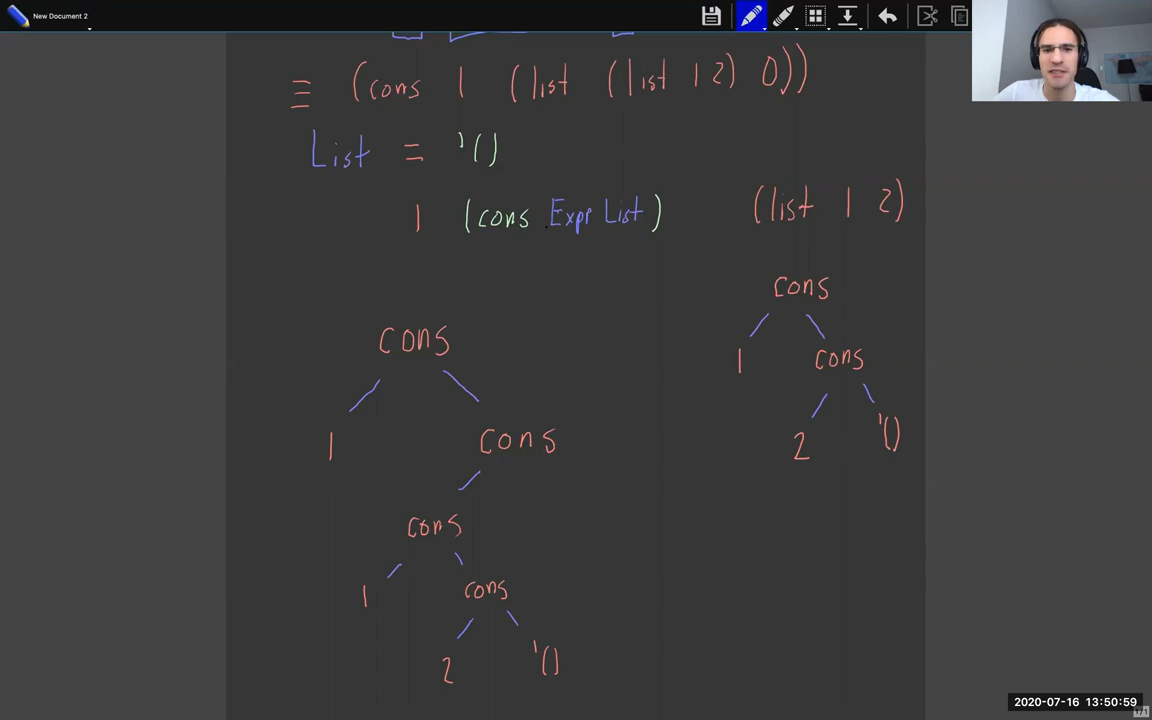 New Document 2
≡ (cons 1 (list (list 1 2) 0))
List = '()
| (cons Expr List)
(list 1 2)
cons
1 cons
2 '()
cons
1 cons
cons
1 cons
2 '()
2020-07-16 13:50:59